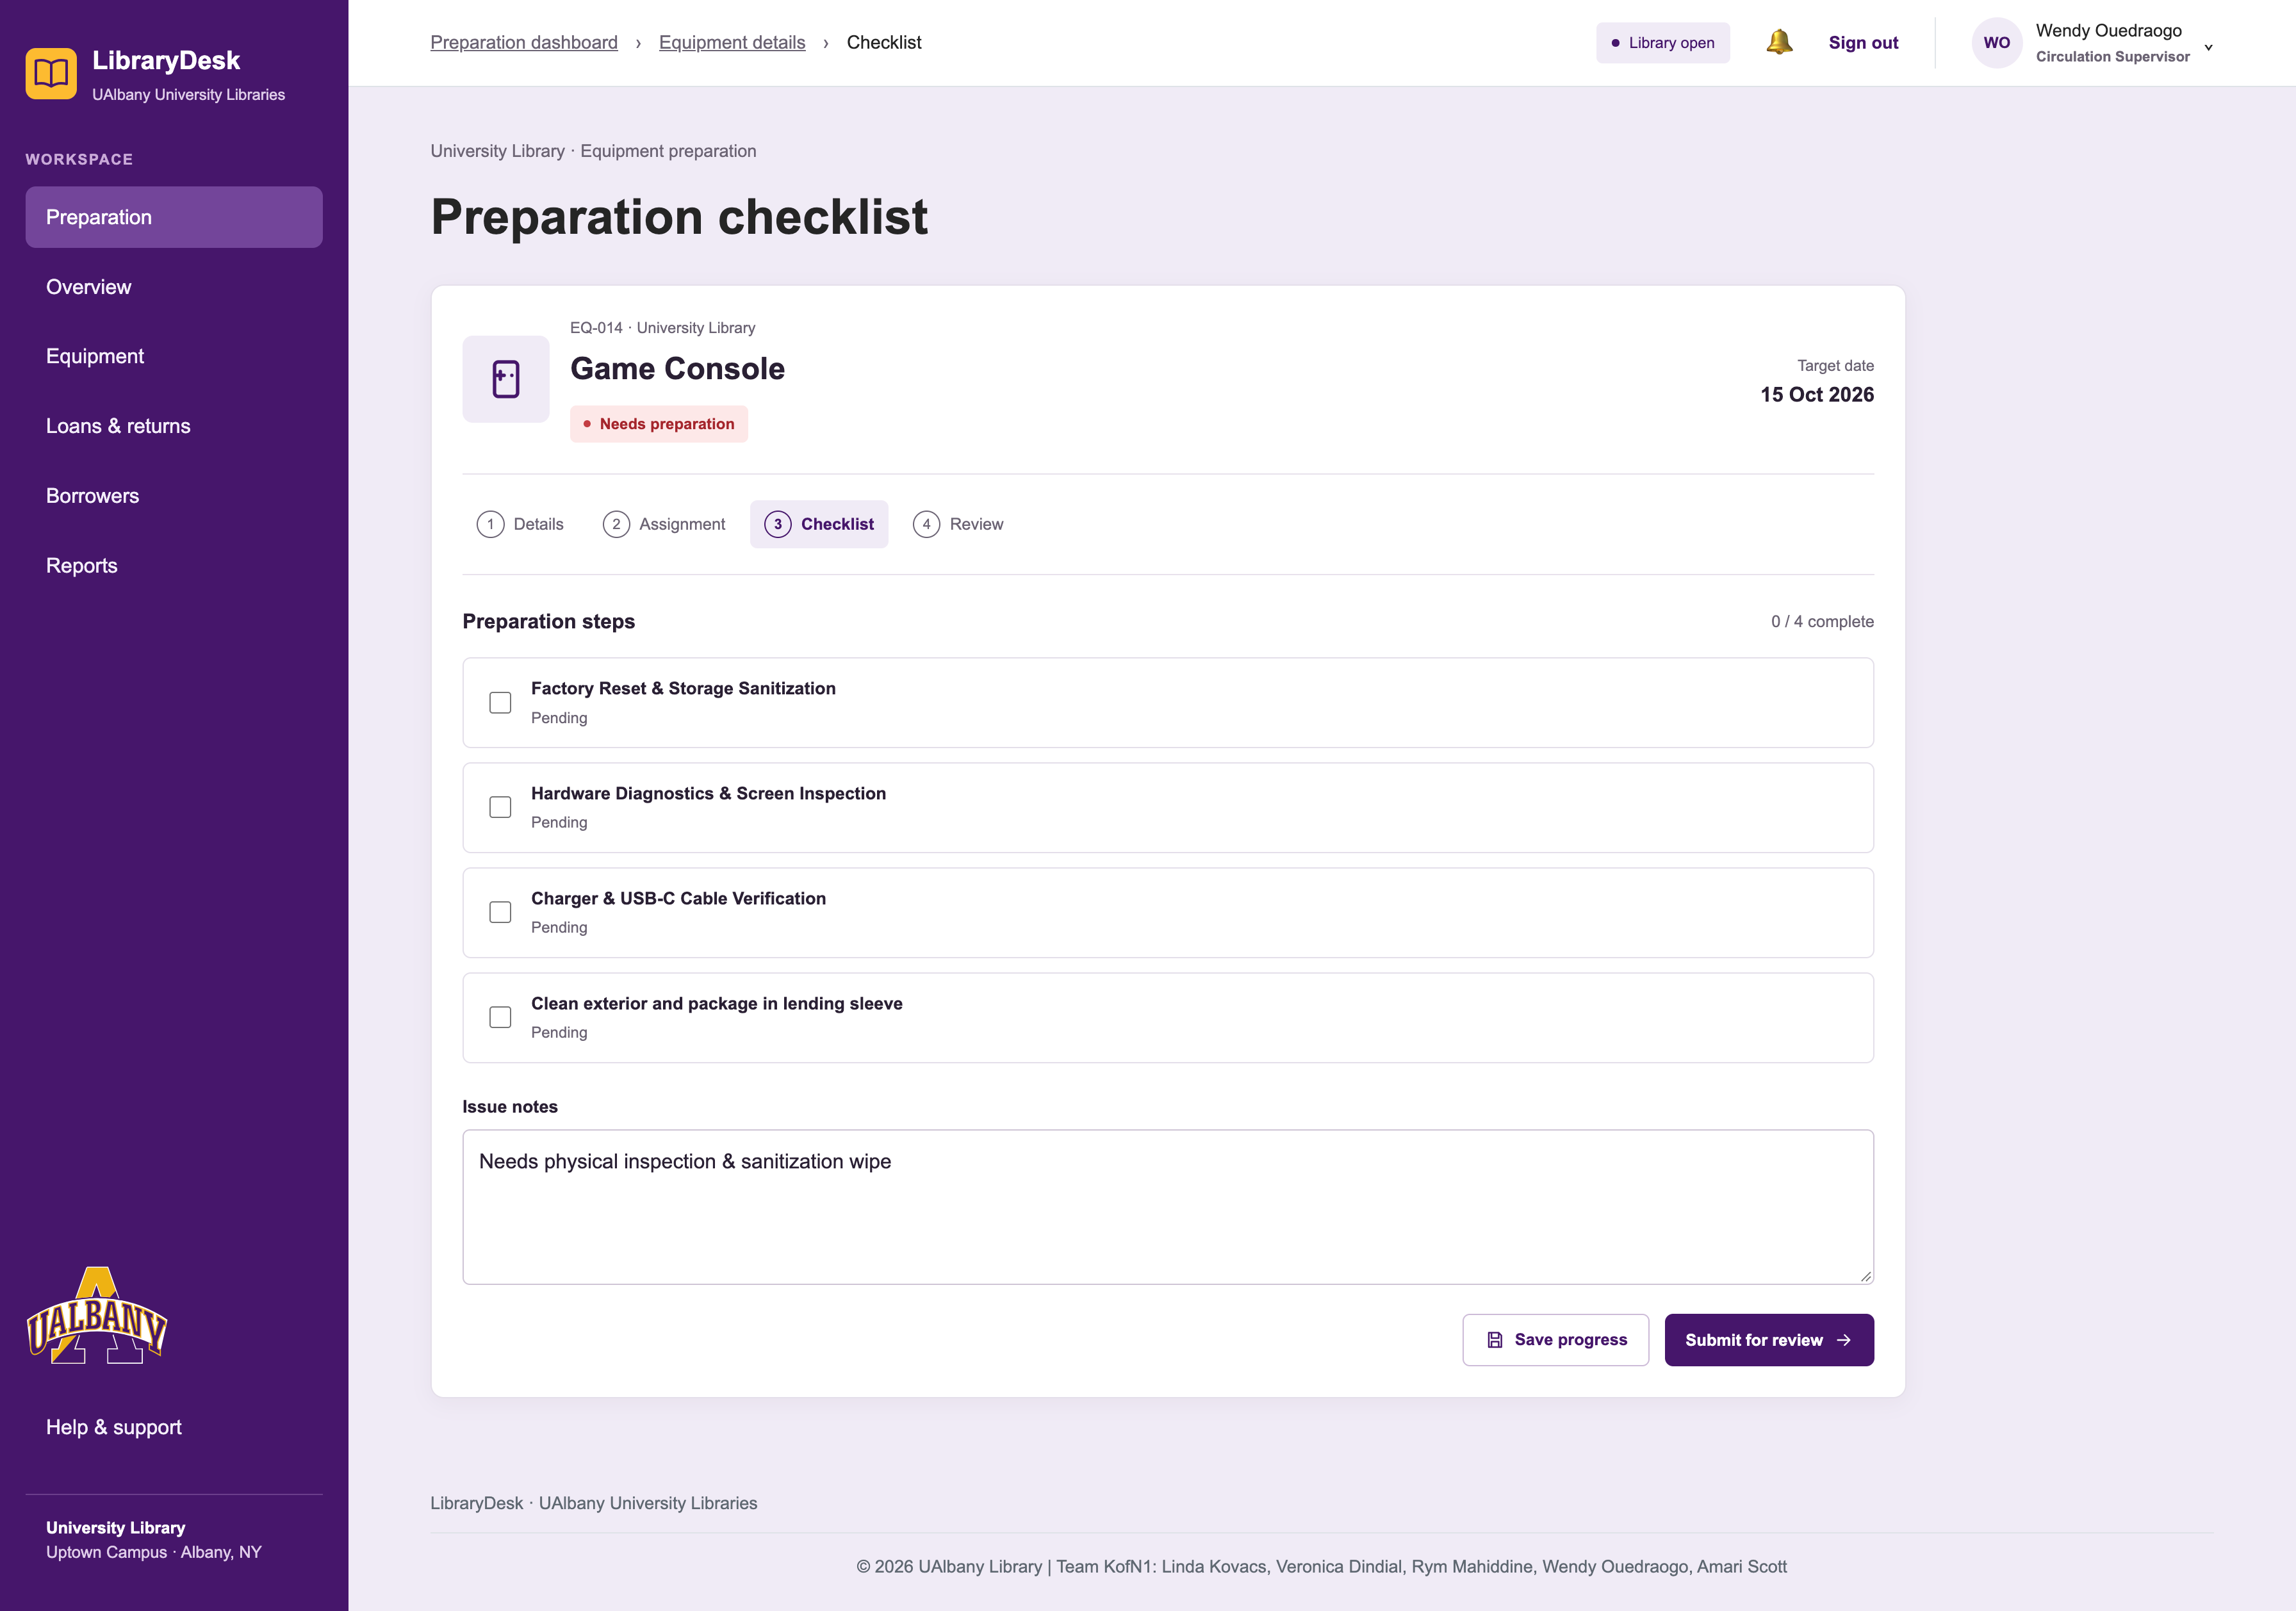 LibraryDesk
UAlbany University Libraries
WORKSPACE
Preparation
Overview
Equipment
Loans & returns
Borrowers
Reports
UALBANY
Help & support
University Library
Uptown Campus · Albany, NY
Preparation dashboard › Equipment details › Checklist
Library open
Sign out
WO
Wendy Ouedraogo
Circulation Supervisor
University Library · Equipment preparation
Preparation checklist
EQ-014 · University Library
Game Console
Needs preparation
Target date
15 Oct 2026
1 Details 2 Assignment 3 Checklist 4 Review
Preparation steps
0 / 4 complete
Factory Reset & Storage Sanitization
Pending
Hardware Diagnostics & Screen Inspection
Pending
Charger & USB-C Cable Verification
Pending
Clean exterior and package in lending sleeve
Pending
Issue notes
Needs physical inspection & sanitization wipe
Save progress
Submit for review →
LibraryDesk · UAlbany University Libraries
© 2026 UAlbany Library | Team KofN1: Linda Kovacs, Veronica Dindial, Rym Mahiddine, Wendy Ouedraogo, Amari Scott